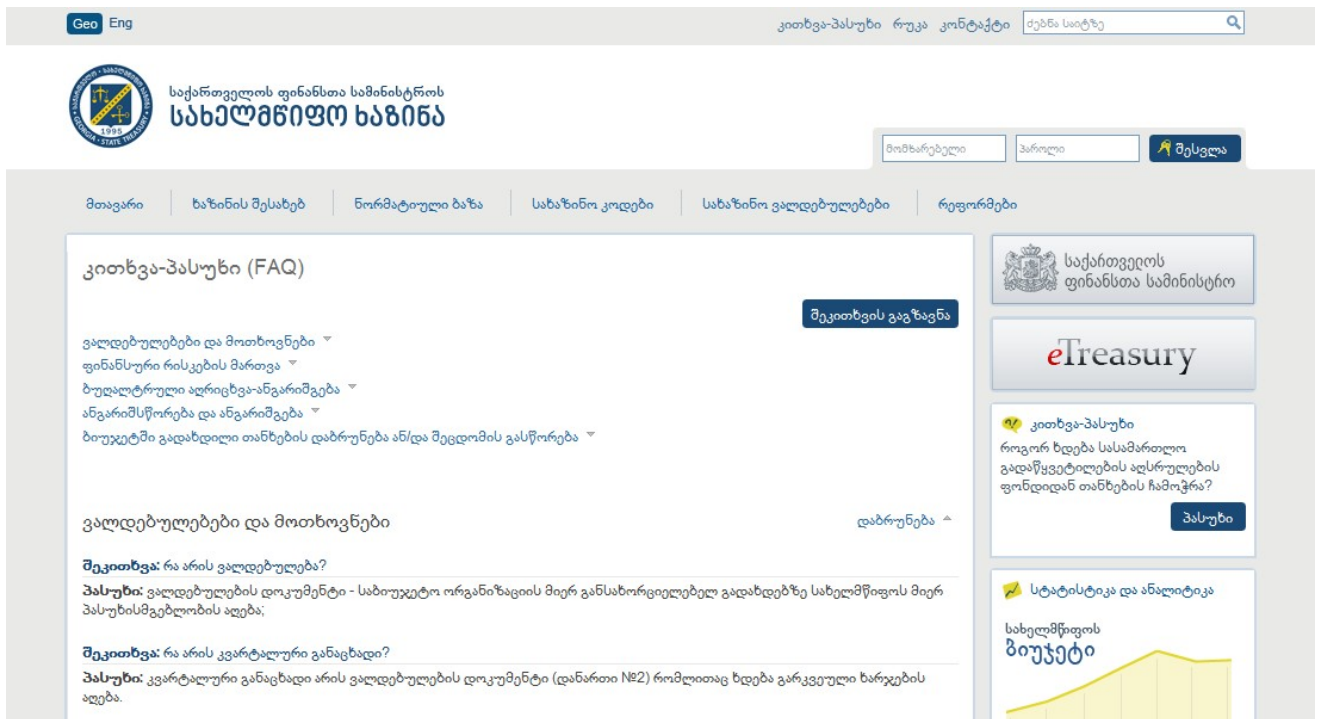 Geo Eng
კითხვა-პასუხი რუკა კონტაქტი ძებნა საიტზე
საქართველოს ფინანსთა სამინისტროს
სახელმწიფო ხაზინა
1995
მომხარებელი პაროლი შესვლა
მთავარი ხაზინის შესახებ ნორმატიული ბაზა სახაზინო კოდები სახაზინო ვალდებულებები რეფორმები
კითხვა-პასუხი (FAQ)
შეკითხვის გაგზავნა
ვალდებულებები და მოთხოვნები
ფინანსური რისკების მართვა
ბუღალტრული აღრიცხვა-ანგარიშგება
ანგარიშსწორება და ანგარიშგება
ბიუჯეტში გადახდილი თანხების დაბრუნება ან/და შეცდომის გასწორება
ვალდებულებები და მოთხოვნები დაბრუნება
შეკითხვა: რა არის ვალდებულება?
პასუხი: ვალდებულების დოკუმენტი - საბიუჯეტო ორგანიზაციის მიერ განსახორციელებელ გადახდებზე სახელმწიფოს მიერ
პასუხისმგებლობის აღება;
შეკითხვა: რა არის კვარტალური განაცხადი?
პასუხი: კვარტალური განაცხადი არის ვალდებულების დოკუმენტი (დანართი №2) რომლითაც ხდება გარკვეული ხარჯების
აღება.
საქართველოს
ფინანსთა სამინისტრო
eTreasury
კითხვა-პასუხი
როგორ ხდება სასამართლო
გადაწყვეტილების აღსრულების
ფონდიდან თანხების ჩამოჭრა?
პასუხი
სტატისტიკა და ანალიტიკა
სახელმწიფოს
ბიუჯეტი